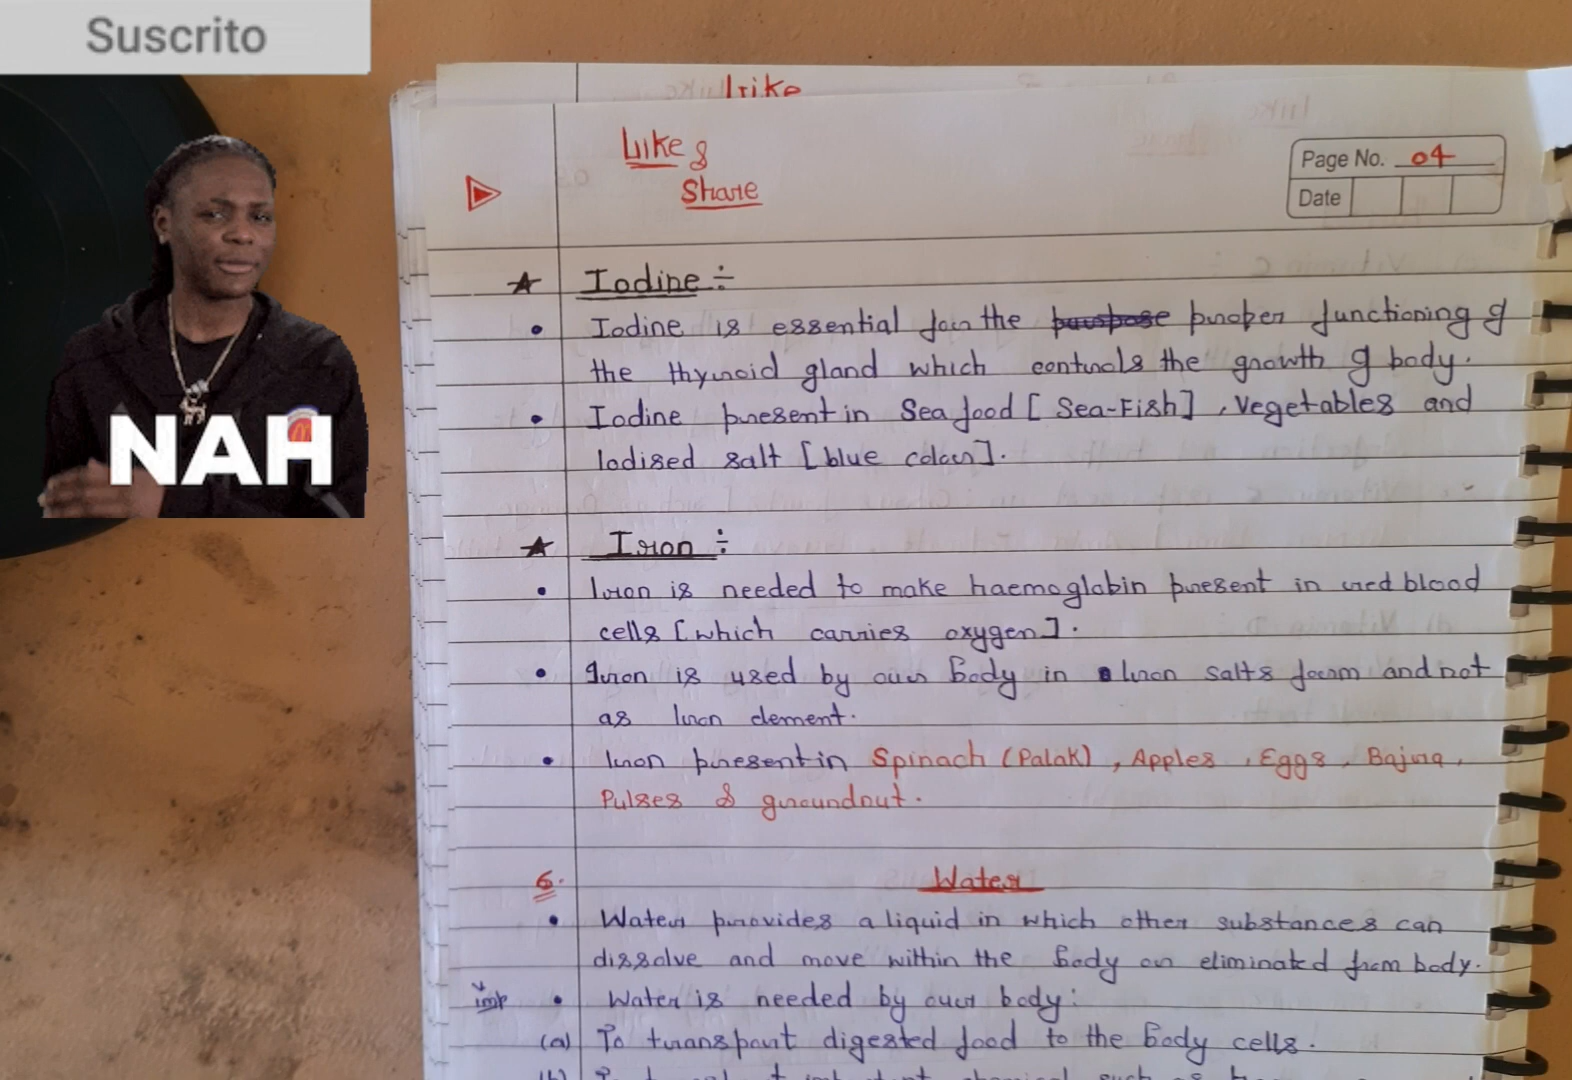 Suscrito
Like
Like &
Share
Page No. 04
Date
NAH
Iodine ÷
Iodine is essential for the purpose proper functioning of
the thyroid gland which controls the growth of body.
Iodine present in Sea food [ Sea-Fish] , Vegetables and
Iodised salt [blue colour].
Iron ÷
Iron is needed to make haemoglobin present in red blood
cells [which carries oxygen].
Iron is used by our body in Iron salts form and not
as Iron element.
Iron present in Spinach (Palak) , Apples , Eggs , Bajra ,
Pulses & groundnut.
6. Water
Water provides a liquid in which other substances can
dissolve and move within the body or eliminated from body.
imp Water is needed by our body:
(a) To transport digested food to the body cells.
(b)